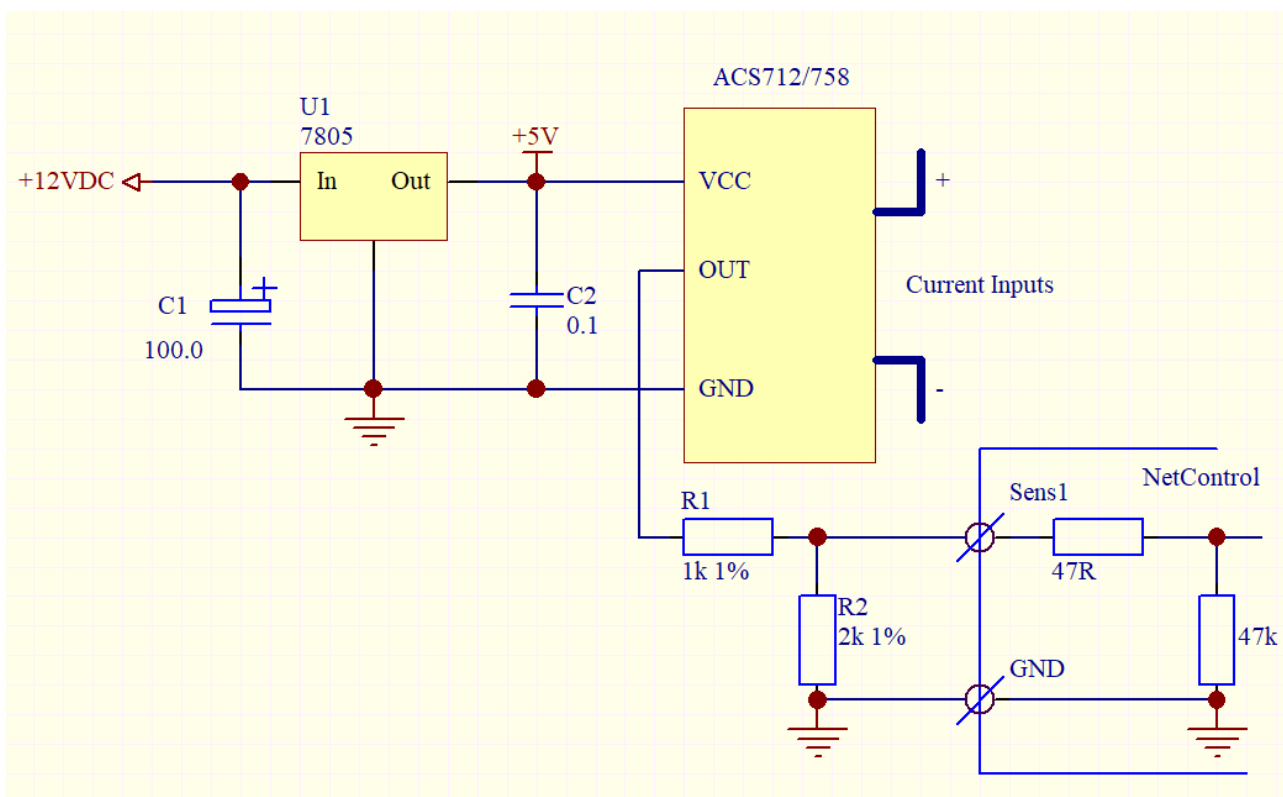 ACS712/758
U1
7805
+5V
+12VDC
In
Out
VCC
+
OUT
Current Inputs
C1
100.0
C2
0.1
GND
-
NetControl
Sens1
R1
1k 1%
47R
R2
2k 1%
47k
GND